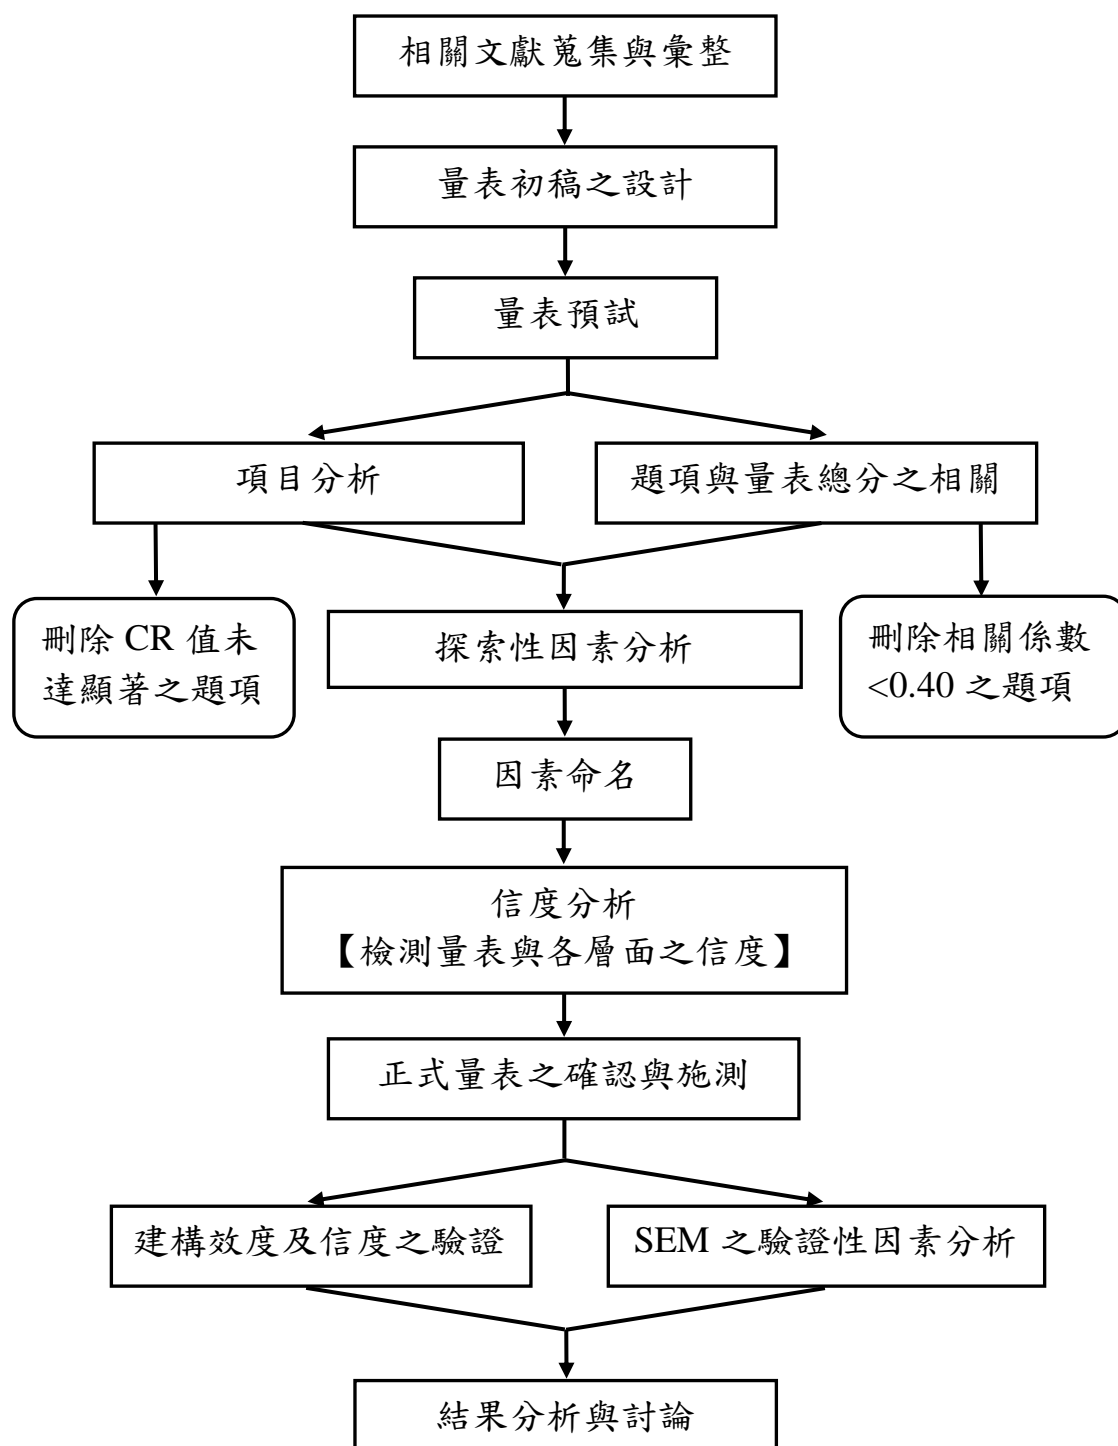 相關文獻蒐集與彙整
量表初稿之設計
量表預試
項目分析
題項與量表總分之相關
刪除 CR 值未
達顯著之題項
探索性因素分析
刪除相關係數
<0.40 之題項
因素命名
信度分析
【檢測量表與各層面之信度】
正式量表之確認與施測
建構效度及信度之驗證
SEM 之驗證性因素分析
結果分析與討論